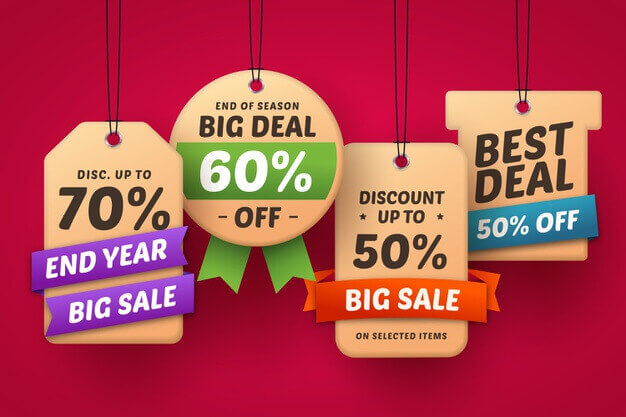 DISC. UP TO
70%
END YEAR
BIG SALE
END OF SEASON
BIG DEAL
60%
- OFF -
DISCOUNT
★ UP TO ★
50%
BIG SALE
ON SELECTED ITEMS
BEST
DEAL
50% OFF